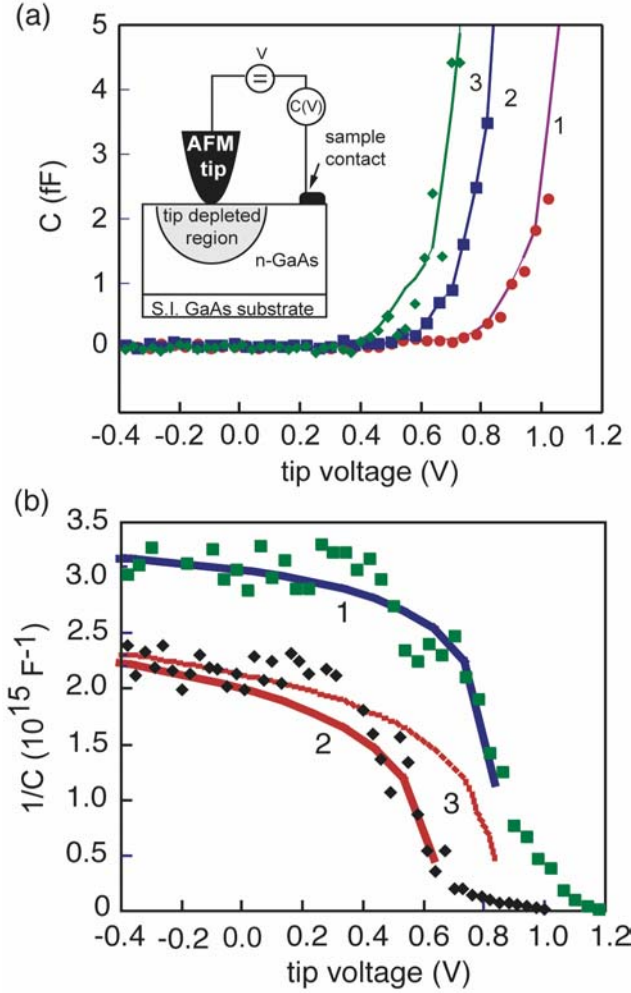 (a)
5
4
3
2
1
0
C (fF)
V
=
C(V)
AFM
tip
sample
contact
tip depleted
region
n-GaAs
S.I. GaAs substrate
3
2
1
-0.4 -0.2 0.0 0.2 0.4 0.6 0.8 1.0 1.2
tip voltage (V)
(b)
3.5
3.0
2.5
2.0
1.5
1.0
0.5
0
1/C (10¹⁵ F⁻¹)
1
2
3
-0.4 -0.2 0.0 0.2 0.4 0.6 0.8 1.0 1.2
tip voltage (V)